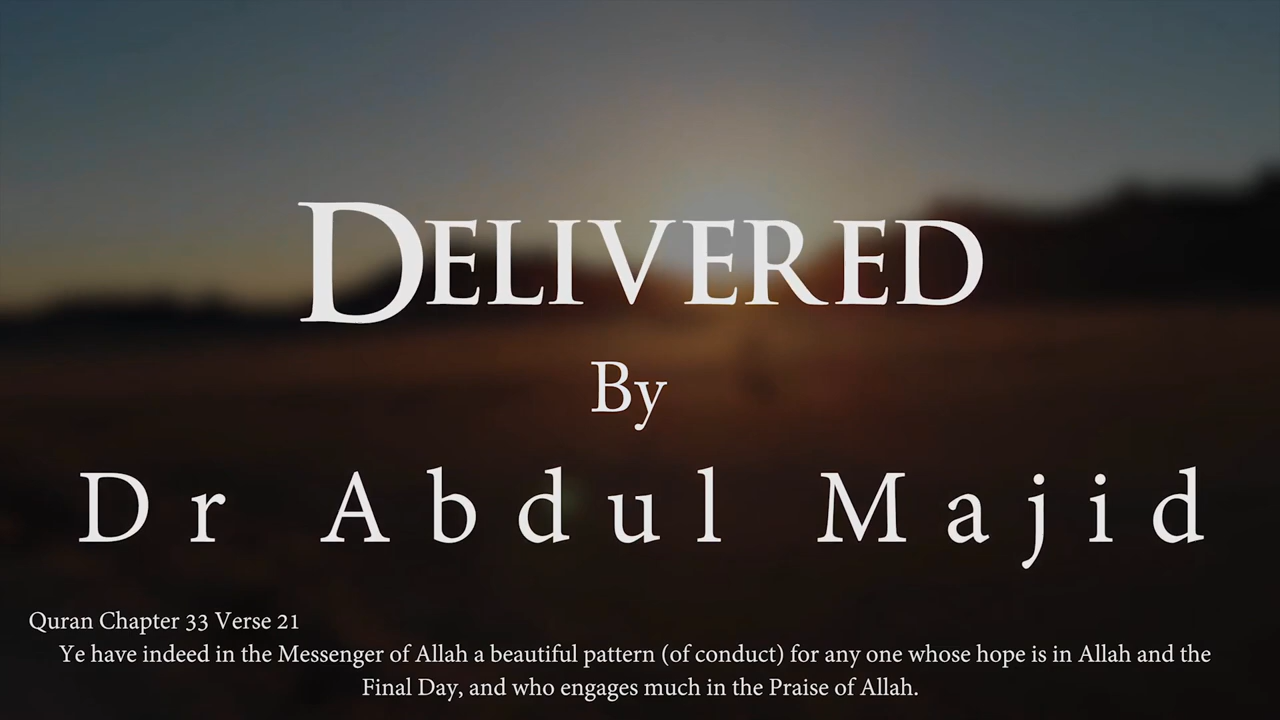 DELIVERED
By
Dr Abdul Majid
Quran Chapter 33 Verse 21
Ye have indeed in the Messenger of Allah a beautiful pattern (of conduct) for any one whose hope is in Allah and the
Final Day, and who engages much in the Praise of Allah.